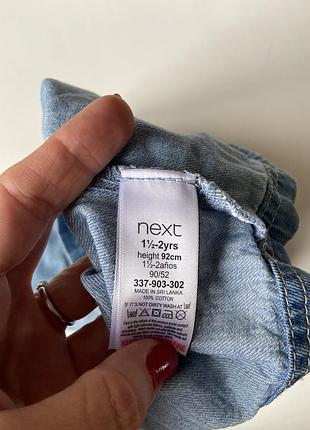 next
1½-2yrs
height 92cm
1½-2años
90/52
337-903-302
MADE IN SRI LANKA
100% COTTON
IF IT'S NOT DIRTY WASH AT